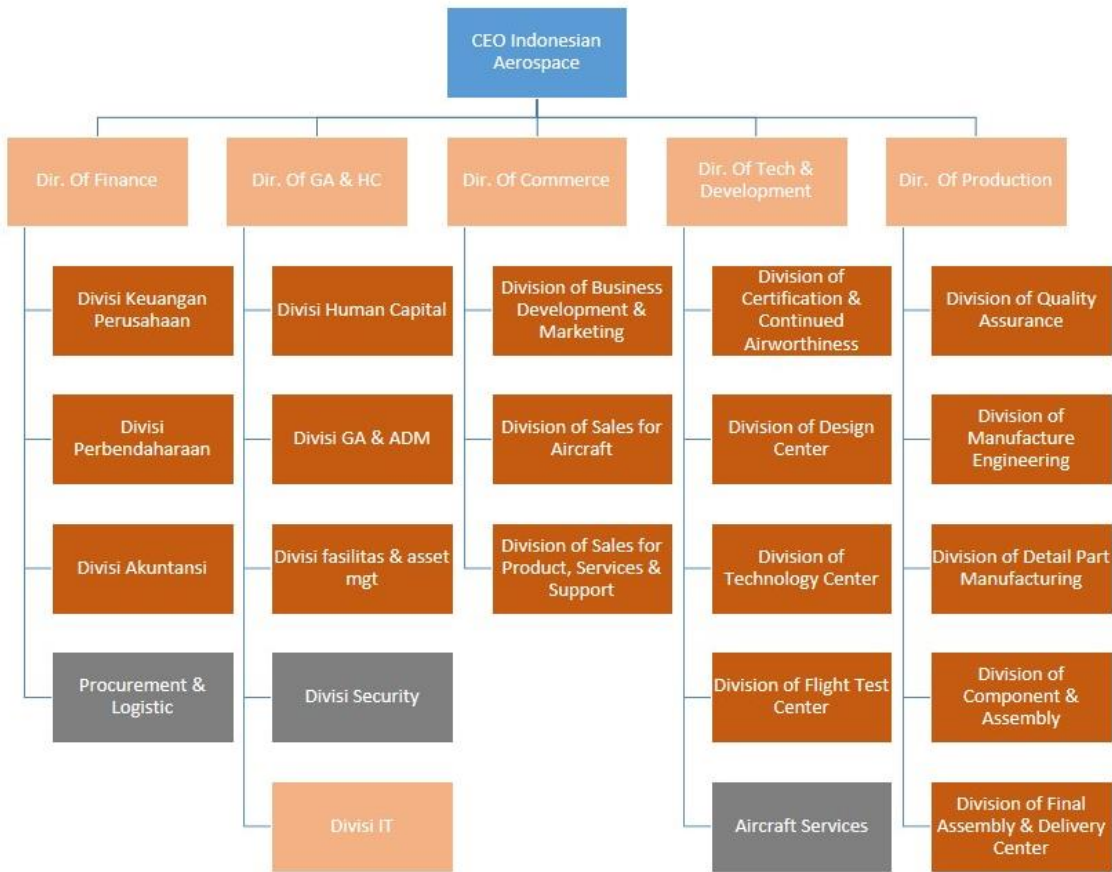 CEO Indonesian
Aerospace
Dir. Of Finance
Dir. Of GA & HC
Dir. Of Commerce
Dir. Of Tech &
Development
Dir. Of Production
Divisi Keuangan
Perusahaan
Divisi Human Capital
Division of Business
Development &
Marketing
Division of
Certification &
Continued
Airworthiness
Division of Quality
Assurance
Divisi
Perbendaharaan
Divisi GA & ADM
Division of Sales for
Aircraft
Division of Design
Center
Division of
Manufacture
Engineering
Divisi Akuntansi
Divisi fasilitas & asset
mgt
Division of Sales for
Product, Services &
Support
Division of
Technology Center
Division of Detail Part
Manufacturing
Procurement &
Logistic
Divisi Security
Division of Flight Test
Center
Division of
Component &
Assembly
Divisi IT
Aircraft Services
Division of Final
Assembly & Delivery
Center